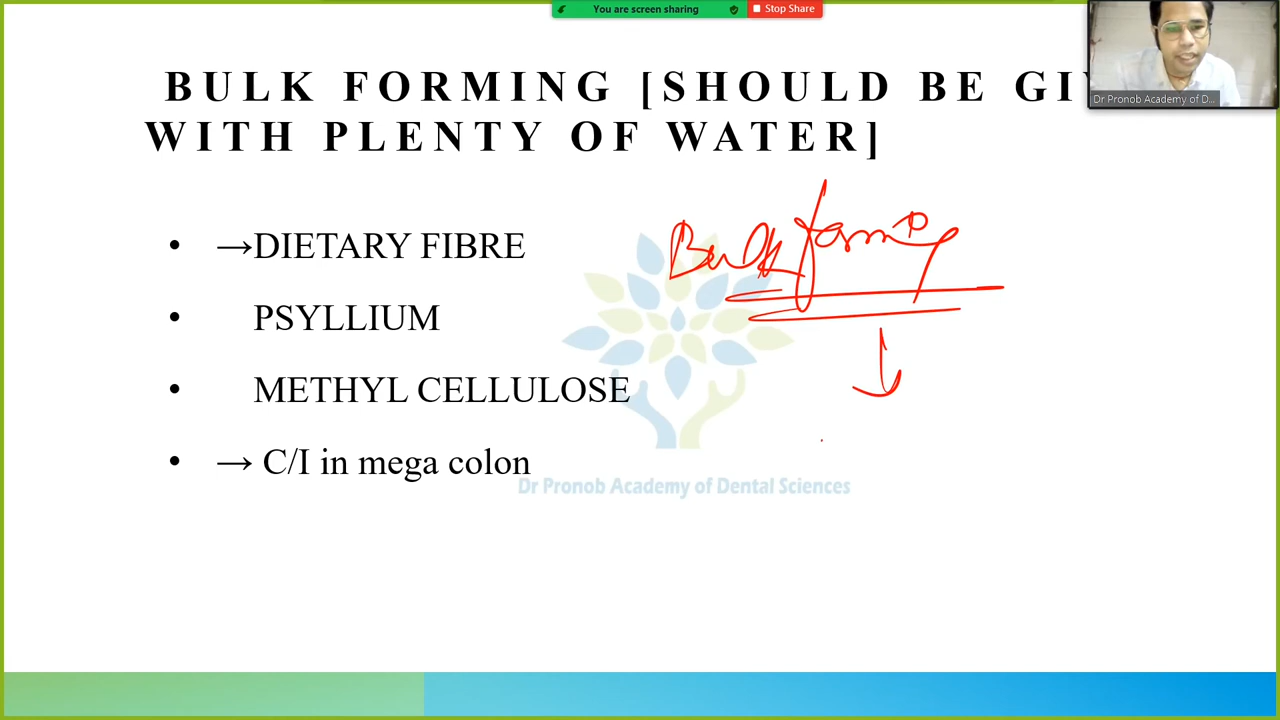 You are screen sharing
Stop Share
BULK FORMING [SHOULD BE GI
WITH PLENTY OF WATER]
Dr Pronob Academy of D...
Bulk forming
• →DIETARY FIBRE
• PSYLLIUM
• METHYL CELLULOSE
• → C/I in mega colon
Dr Pronob Academy of Dental Sciences